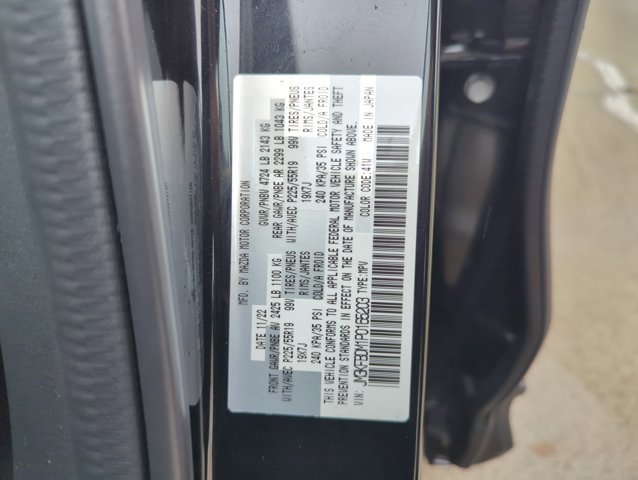 MFD. BY MAZDA MOTOR CORPORATION
DATE 11/22 GVWR/PNBV 4724 LB 2143 KG
FRONT GAWR/PNBE AV 2425 LB 1100 KG REAR GAWR/PNBE AR 2299 LB 1043 KG
WITH/AVEC P225/55R19 99V TIRES/PNEUS WITH/AVEC P225/55R19 99V TIRES/PNEUS
19X7J RIMS/JANTES 19X7J RIMS/JANTES
240 KPA/35 PSI COLD/A FROID 240 KPA/35 PSI COLD/A FROID
THIS VEHICLE CONFORMS TO ALL APPLICABLE FEDERAL MOTOR VEHICLE SAFETY AND THEFT
PREVENTION STANDARDS IN EFFECT ON THE DATE OF MANUFACTURE SHOWN ABOVE.
VIN: JM3KFBDM1P0166203 TYPE:MPV COLOR CODE:41W MADE IN JAPAN